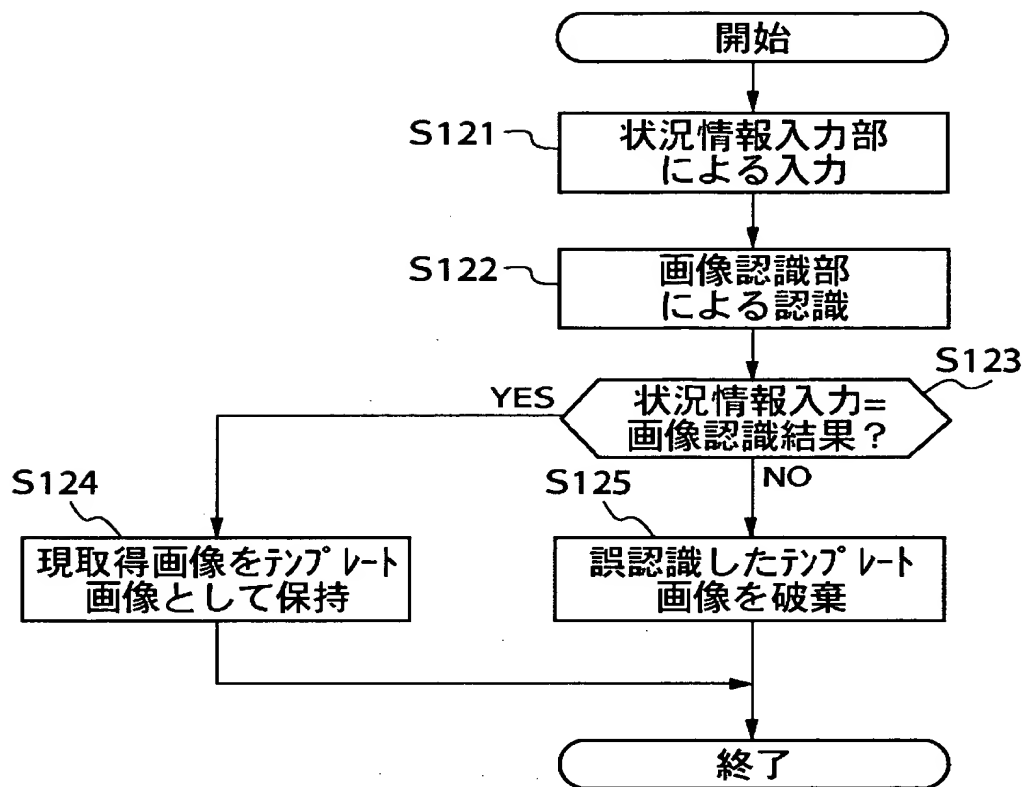 開始
S121
状況情報入力部
による入力
S122
画像認識部
による認識
S123
状況情報入力=
画像認識結果？
YES
NO
S124
現取得画像をﾃﾝﾌﾟﾚｰﾄ
画像として保持
S125
誤認識したﾃﾝﾌﾟﾚｰﾄ
画像を破棄
終了